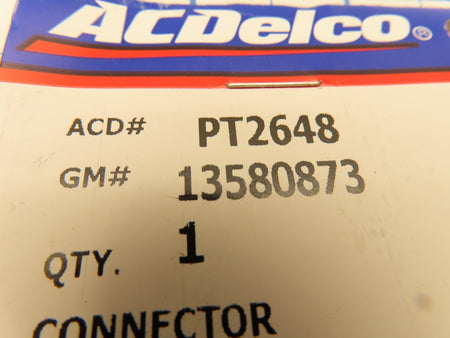 ACDelco®
ACD# PT2648
GM# 13580873
QTY. 1
CONNECTOR